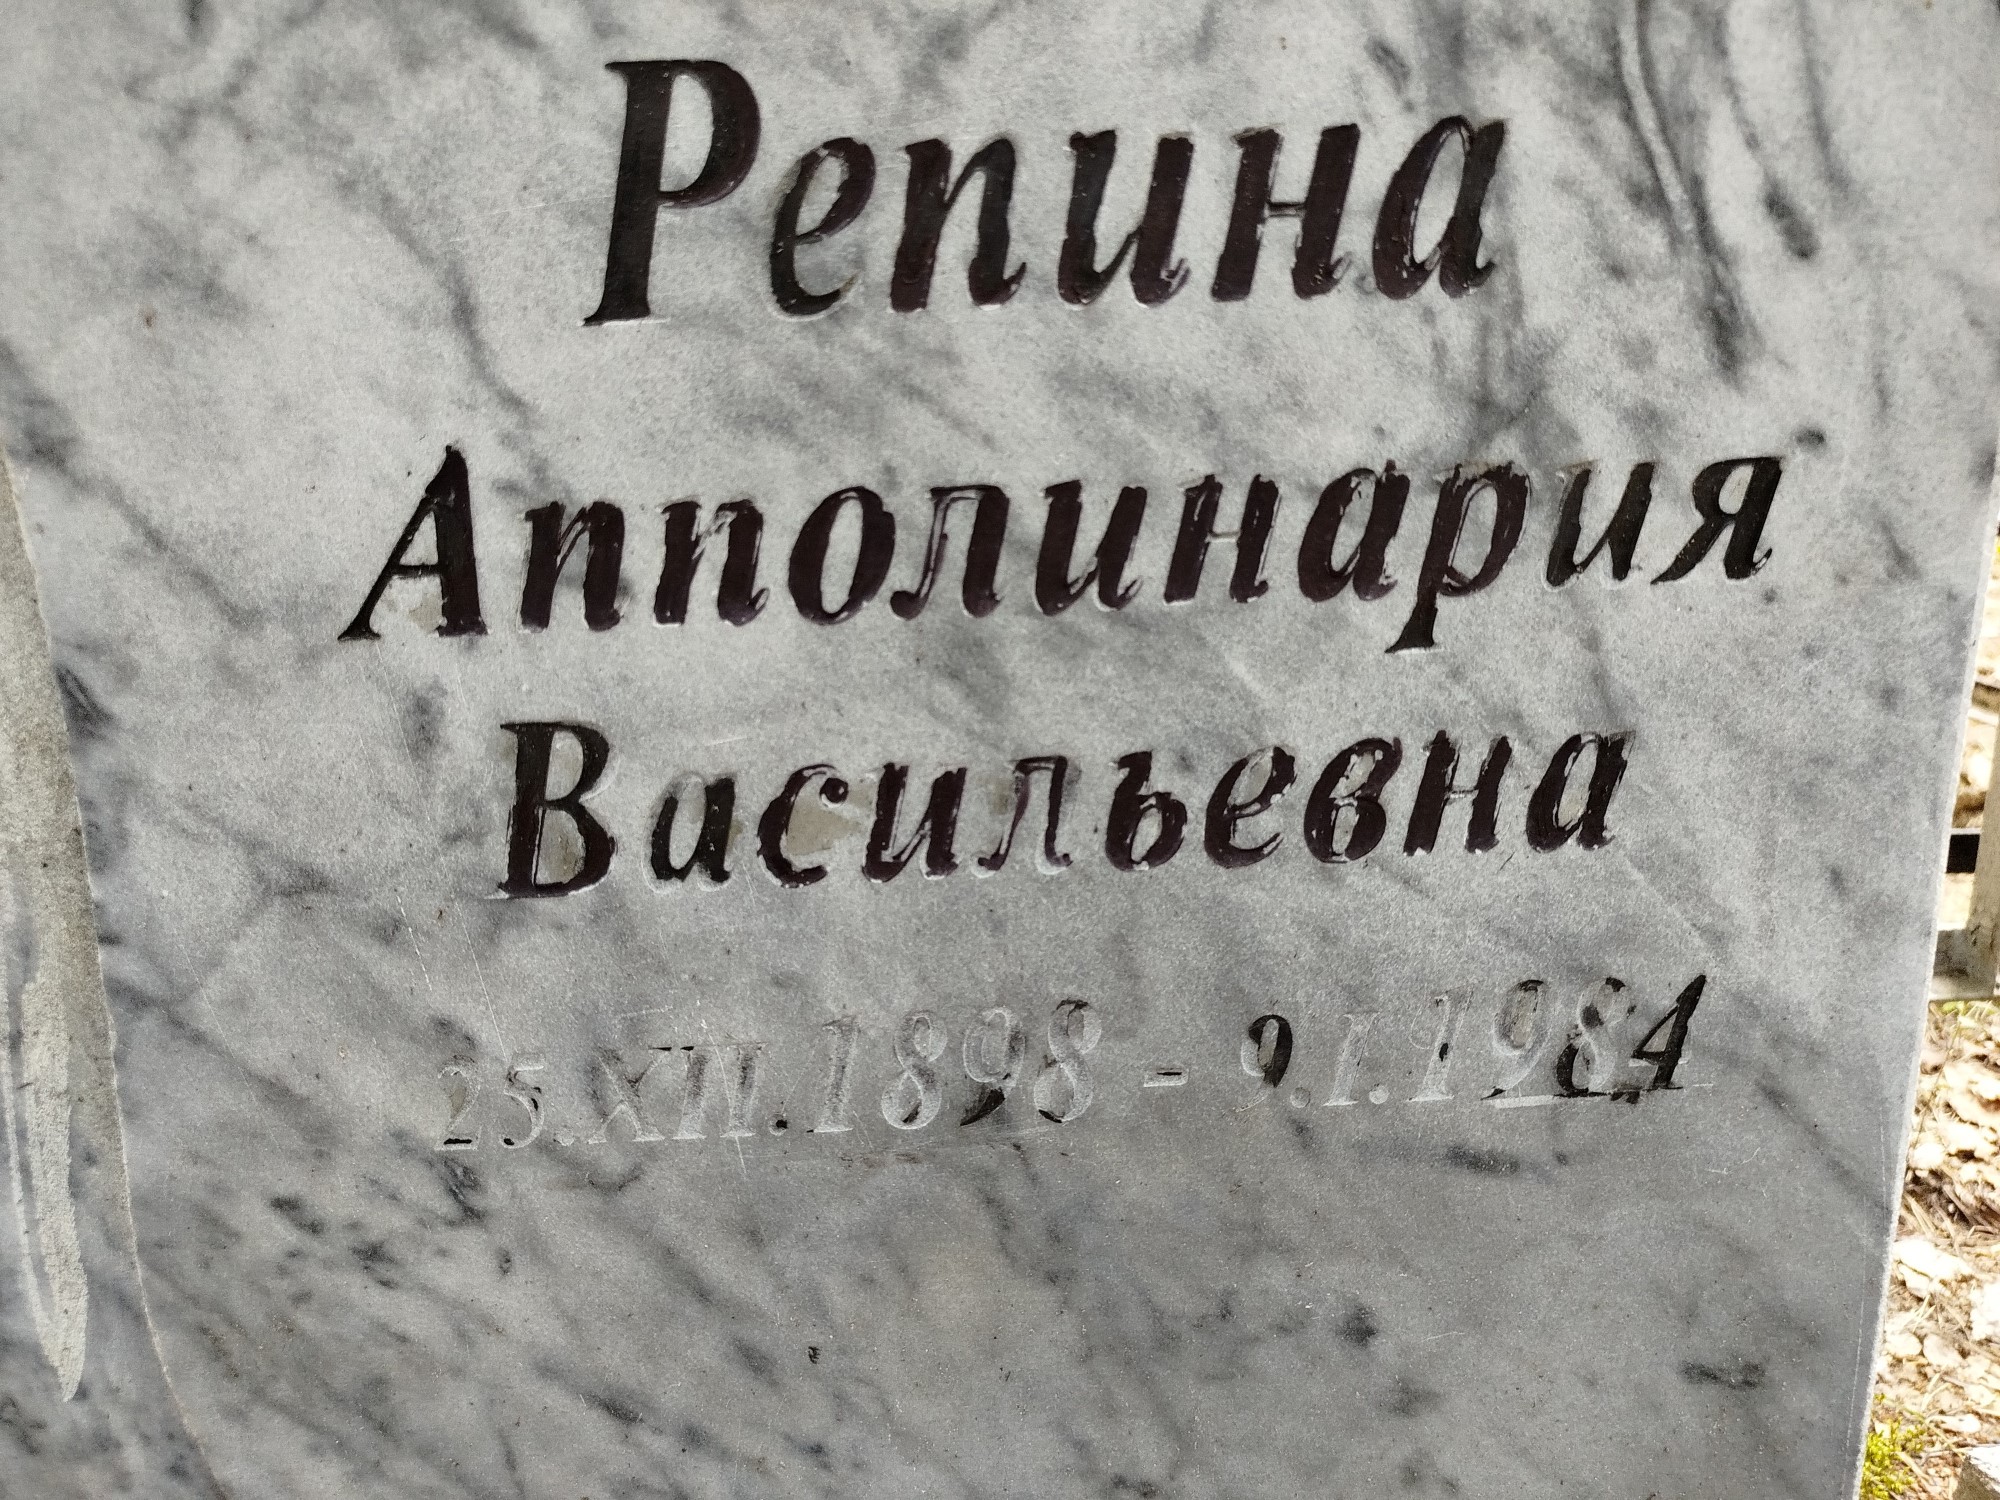 Репина
Апполинария
Васильевна
25.XII.1898 - 9.I.1984